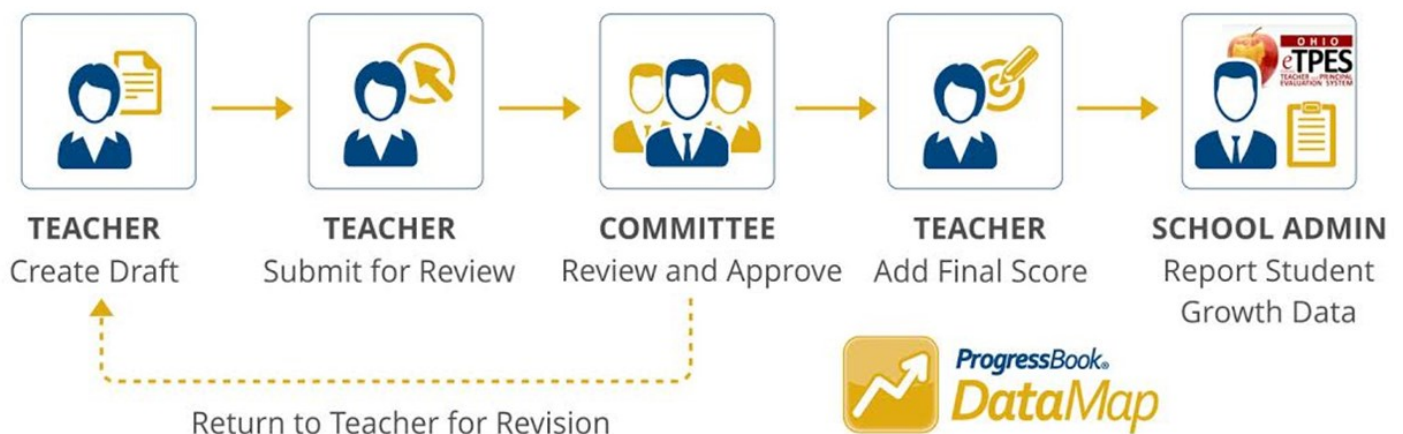 OHIO
eTPES
TEACHER AND PRINCIPAL
EVALUATION SYSTEM
TEACHER
Create Draft
TEACHER
Submit for Review
COMMITTEE
Review and Approve
TEACHER
Add Final Score
SCHOOL ADMIN
Report Student
Growth Data
Return to Teacher for Revision
ProgressBook®
DataMap